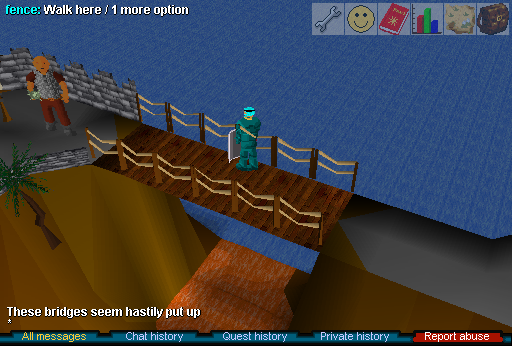 fence: Walk here / 1 more option
These bridges seem hastily put up
*
All messages
Chat history
Quest history
Private history
Report abuse